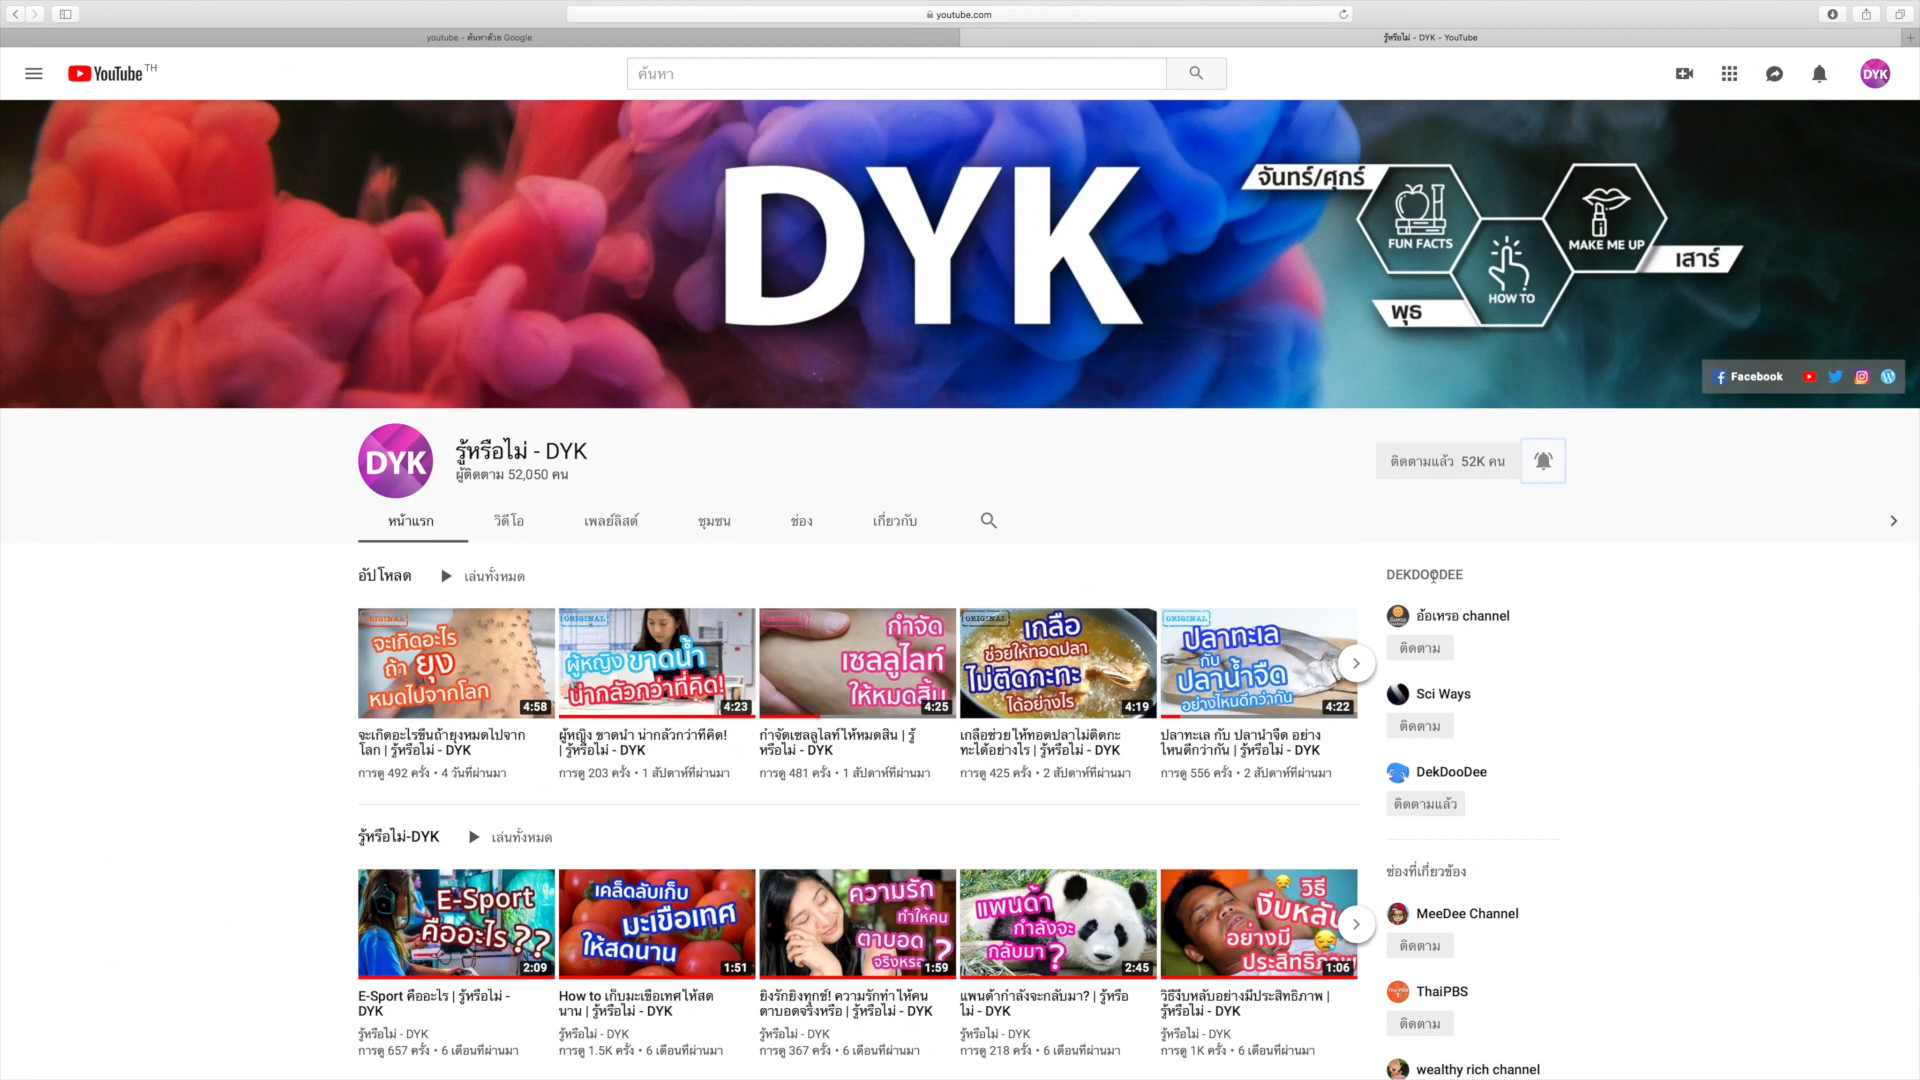 youtube.com
youtube - ค้นหาด้วย Google
รู้หรือไม่ - DYK - YouTube
YouTube TH
ค้นหา
DYK
DYK
จันทร์/ศุกร์
FUN FACTS
MAKE ME UP
เสาร์
HOW TO
พุธ
Facebook
DYK
รู้หรือไม่ - DYK
ผู้ติดตาม 52,050 คน
ติดตามแล้ว 52K คน
หน้าแรก วิดีโอ เพลย์ลิสต์ ชุมชน ช่อง เกี่ยวกับ
อัปโหลด เล่นทั้งหมด
ORIGINAL
จะเกิดอะไร
ถ้า ยุง
หมดไปจากโลก
4:58
ORIGINAL
ผู้หญิง ขาดน้ำ
น่ากลัวกว่าที่คิด!
4:23
ORIGINAL
กำจัด
เซลลูไลท์
ให้หมดสิ้น
4:25
ORIGINAL
เกลือ
ช่วยให้ทอดปลา
ไม่ติดกะทะ
ได้อย่างไร
4:19
ORIGINAL
ปลาทะเล
กับ
ปลาน้ำจืด
อย่างไหนดีกว่ากัน
4:22
จะเกิดอะไรขึ้นถ้ายุงหมดไปจาก
โลก | รู้หรือไม่ - DYK
การดู 492 ครั้ง • 4 วันที่ผ่านมา
ผู้หญิง ขาดน้ำ น่ากลัวกว่าที่คิด!
| รู้หรือไม่ - DYK
การดู 203 ครั้ง • 1 สัปดาห์ที่ผ่านมา
กำจัดเซลลูไลท์ให้หมดสิ้น | รู้
หรือไม่ - DYK
การดู 481 ครั้ง • 1 สัปดาห์ที่ผ่านมา
เกลือช่วยให้ทอดปลาไม่ติดกะ
ทะได้อย่างไร | รู้หรือไม่ - DYK
การดู 425 ครั้ง • 2 สัปดาห์ที่ผ่านมา
ปลาทะเล กับ ปลาน้ำจืด อย่าง
ไหนดีกว่ากัน | รู้หรือไม่ - DYK
การดู 556 ครั้ง • 2 สัปดาห์ที่ผ่านมา
รู้หรือไม่-DYK เล่นทั้งหมด
E-Sport
คืออะไร??
2:09
เคล็ดลับเก็บ
มะเขือเทศ
ให้สดนาน
1:51
ความรัก
ทำให้คน
ตาบอด
จริงหรือ?
1:59
แพนด้า
กำลังจะ
กลับมา?
2:45
วิธี
งีบหลับ
อย่างมี
ประสิทธิภาพ
1:06
E-Sport คืออะไร | รู้หรือไม่ -
DYK
รู้หรือไม่ - DYK
การดู 657 ครั้ง • 6 เดือนที่ผ่านมา
How to เก็บมะเขือเทศให้สด
นาน | รู้หรือไม่ - DYK
รู้หรือไม่ - DYK
การดู 1.5K ครั้ง • 6 เดือนที่ผ่านมา
ยิ่งรักยิ่งทุกข์! ความรักทำให้คน
ตาบอดจริงหรือ | รู้หรือไม่ - DYK
รู้หรือไม่ - DYK
การดู 367 ครั้ง • 6 เดือนที่ผ่านมา
แพนด้ากำลังจะกลับมา? | รู้หรือ
ไม่ - DYK
รู้หรือไม่ - DYK
การดู 218 ครั้ง • 6 เดือนที่ผ่านมา
วิธีงีบหลับอย่างมีประสิทธิภาพ |
รู้หรือไม่ - DYK
รู้หรือไม่ - DYK
การดู 1K ครั้ง • 6 เดือนที่ผ่านมา
DEKDOODEE
อ้อเหรอ channel
ติดตาม
Sci Ways
ติดตาม
DekDooDee
ติดตามแล้ว
ช่องที่เกี่ยวข้อง
MeeDee Channel
ติดตาม
ThaiPBS
ติดตาม
wealthy rich channel